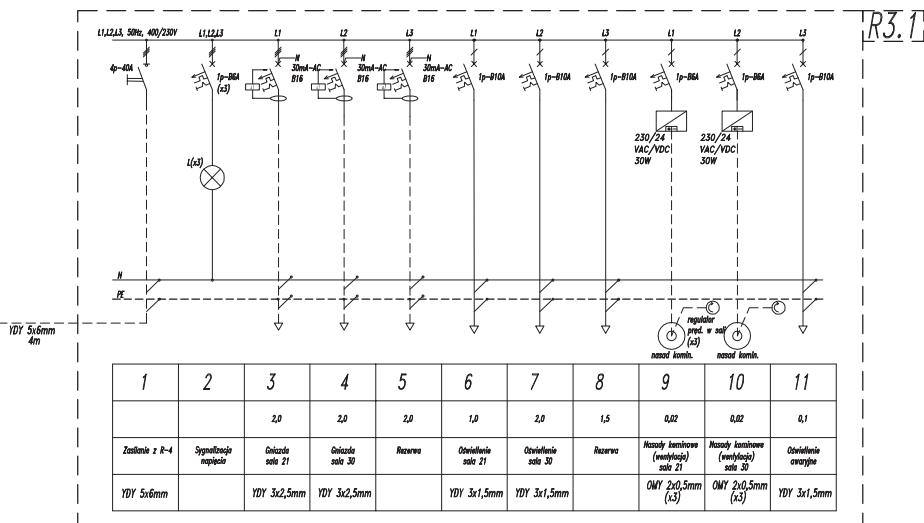 R3.1
L1,L2,L3, 50Hz, 400/230V
L1,L2,L3
L1
L2
L3
L1
L2
L3
L1
L2
L3
4p-40A
1p-B6A
(x3)
N
30mA-AC
B16
N
30mA-AC
B16
N
30mA-AC
B16
1p-B10A
1p-B10A
1p-B10A
1p-B6A
1p-B6A
1p-B10A
230/24
VAC/VDC
30W
230/24
VAC/VDC
30W
L(x3)
N
PE
YDY 5x6mm
4m
regulator
pręd. w sali
(x3)
nasad komin.
nasad komin.
1 2 3 4 5 6 7 8 9 10 11
2,0 2,0 2,0 1,0 2,0 1,5 0,02 0,02 0,1
Zasilanie z R-4
Sygnalizacja
napięcia
Gniazda
sala 21
Gniazda
sala 30
Rezerwa
Oświetlenie
sala 21
Oświetlenie
sala 30
Rezerwa
Nasady kominowe
(wentylacja)
sala 21
Nasady kominowe
(wentylacja)
sala 30
Oświetlenie
awaryjne
YDY 5x6mm
YDY 3x2,5mm
YDY 3x2,5mm
YDY 3x1,5mm
YDY 3x1,5mm
OMY 2x0,5mm
(x3)
OMY 2x0,5mm
(x3)
YDY 3x1,5mm